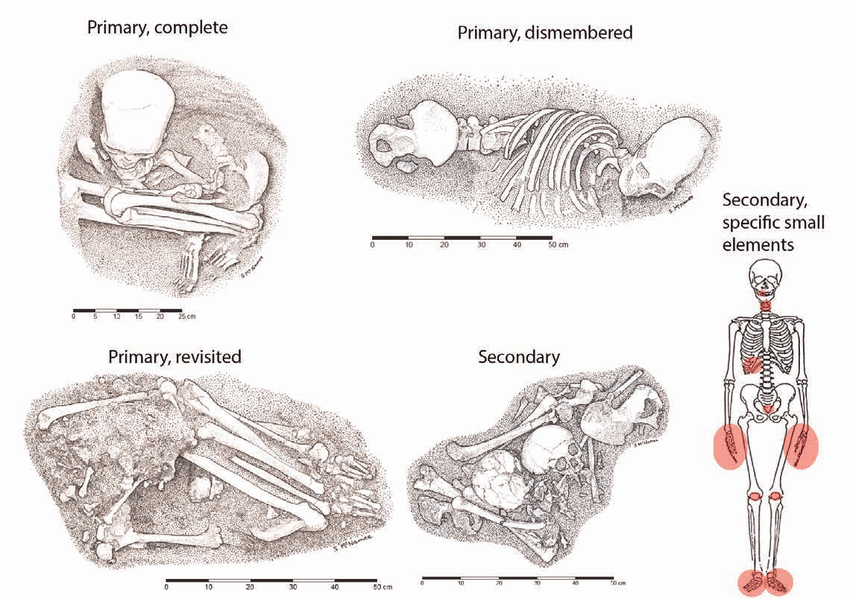 Primary, complete
Primary, dismembered
0 5 10 15 20 25 cm
0 10 20 30 40 50 cm
Secondary,
specific small
elements
Primary, revisited
Secondary
0 10 20 30 40 50 cm
0 10 20 30 40 50 cm